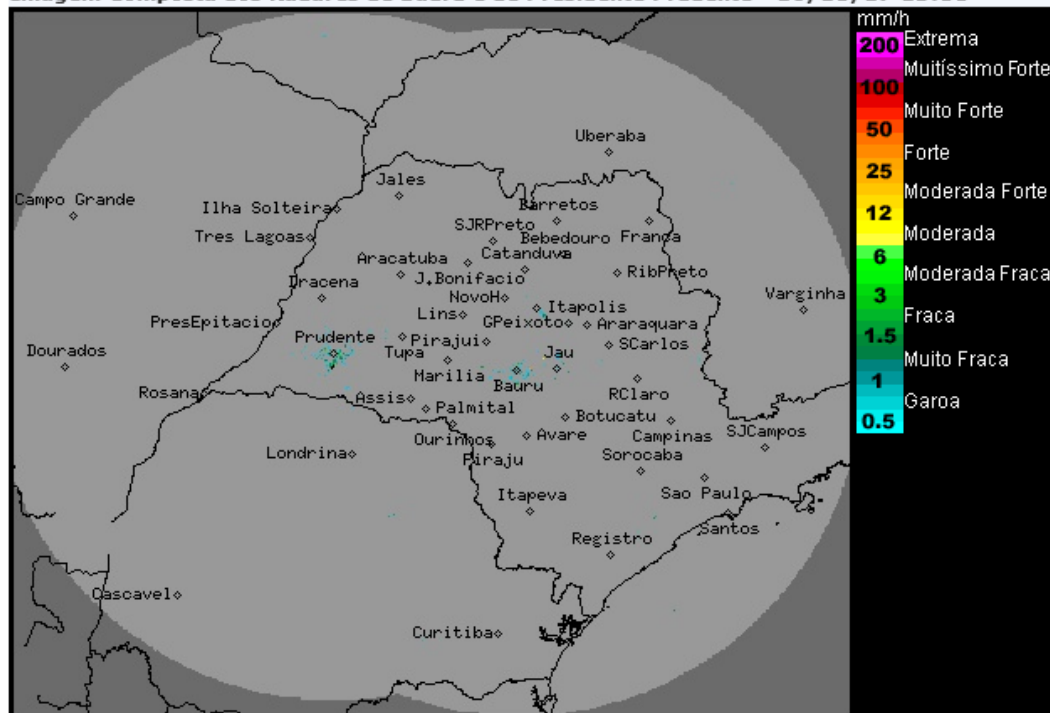 mm/h
200 Extrema
Muitíssimo Forte
100
Muito Forte
50
Forte
25
Moderada Forte
12
Moderada
6
Moderada Fraca
3
Fraca
1.5
Muito Fraca
1
Garoa
0.5
Uberaba
Jales
Campo Grande
Ilha Solteira
Barretos
Tres Lagoas
SJRPreto
Bebedouro
Franca
Aracatuba
Catanduva
J.Bonifacio
RibPreto
Dracena
NovoH
Itapolis
Varginha
PresEpitacio
Lins
GPeixoto
Araraquara
Prudente
Pirajui
SCarlos
Dourados
Tupa
Jau
Marilia
Bauru
Rosana
Assis
RClaro
Palmital
Botucatu
Ourinhos
Avare
Campinas
SJCampos
Londrina
Piraju
Sorocaba
Itapeva
Sao Paulo
Santos
Registro
Cascavel
Curitiba